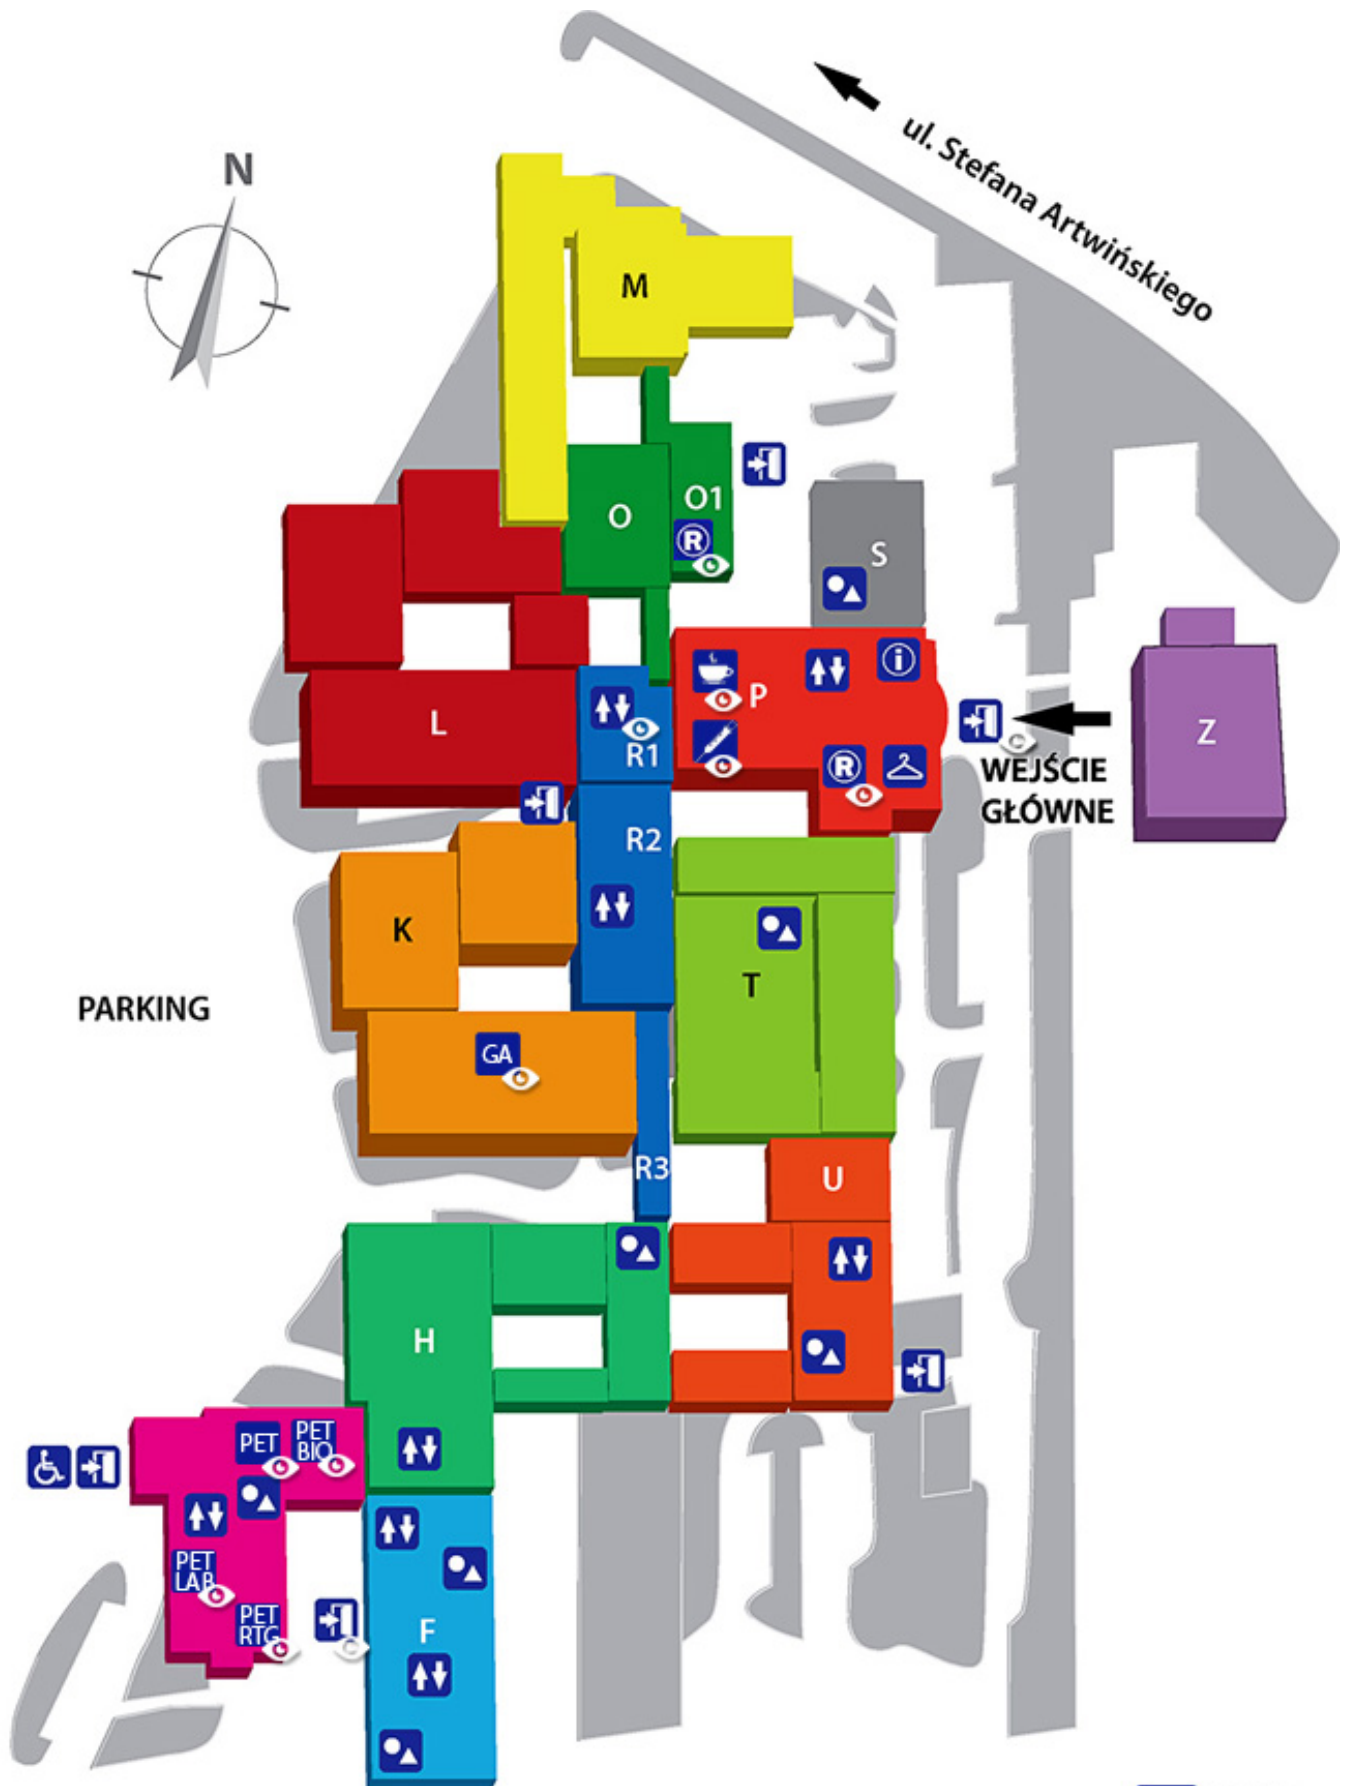 ul. Stefana Artwińskiego
N
M
O1
O
R
S
i
P
L
R1
Z
R
WEJŚCIE
GŁÓWNE
R2
K
T
PARKING
GA
R3
U
H
PET
PET
BIO
PET
LAB
PET
RTG
F